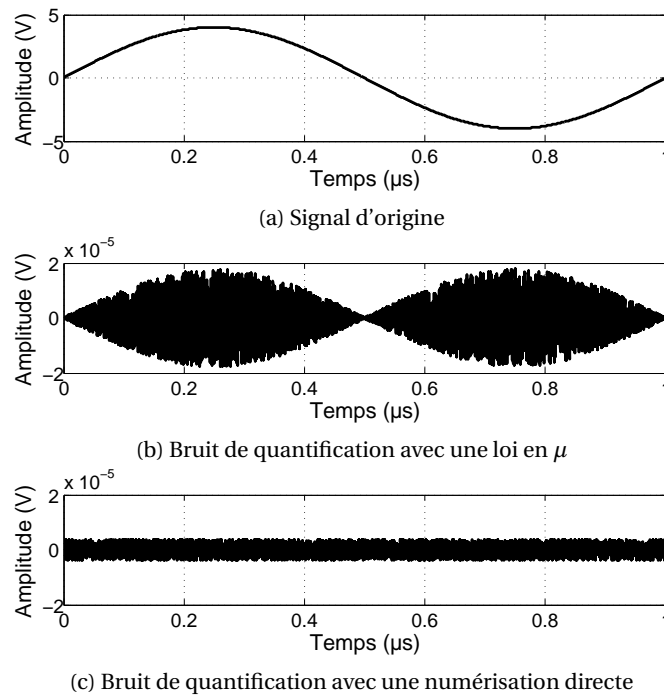 5
0
−5
Amplitude (V)
0 0.2 0.4 0.6 0.8 1
Temps (µs)
(a) Signal d'origine
x 10⁻⁵
2
0
−2
Amplitude (V)
0 0.2 0.4 0.6 0.8 1
Temps (µs)
(b) Bruit de quantification avec une loi en μ
x 10⁻⁵
2
0
−2
Amplitude (V)
0 0.2 0.4 0.6 0.8 1
Temps (µs)
(c) Bruit de quantification avec une numérisation directe